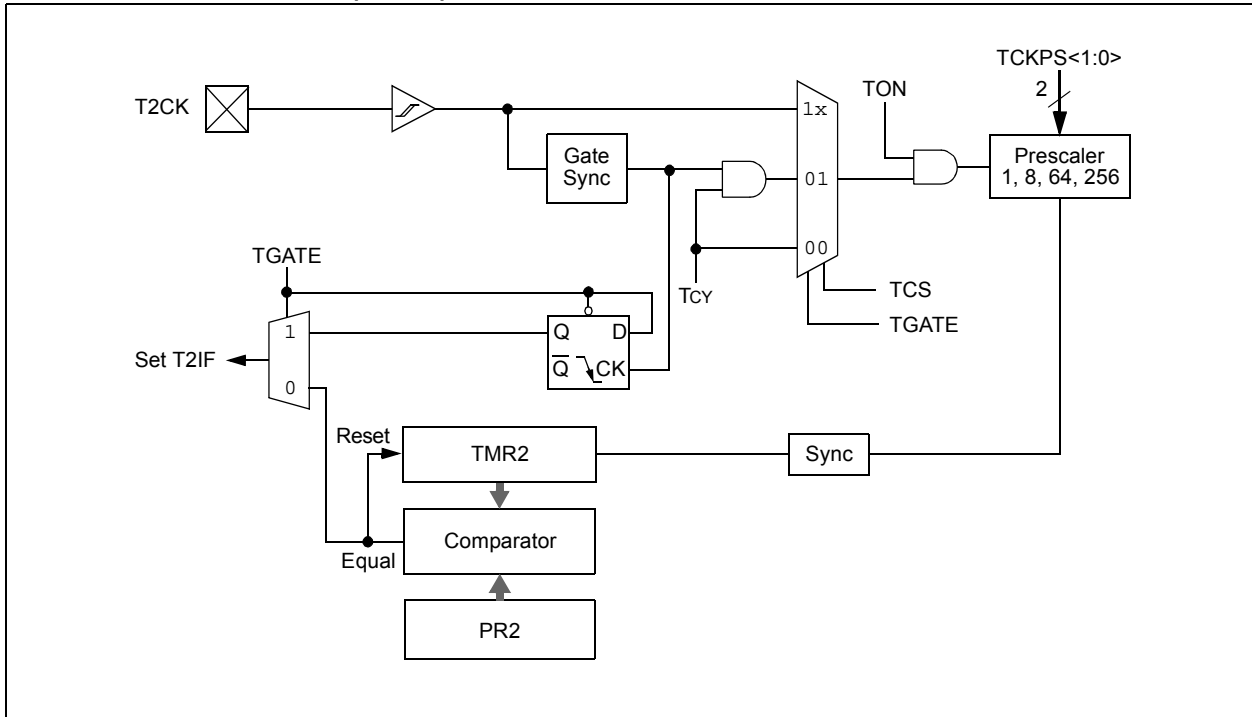 TCKPS<1:0>
2
T2CK
1x
TON
Prescaler
1, 8, 64, 256
Gate
Sync
01
00
TGATE
TCY
TCS
TGATE
1
Q
D
Set T2IF
Q
CK
0
Reset
TMR2
Sync
Comparator
Equal
PR2